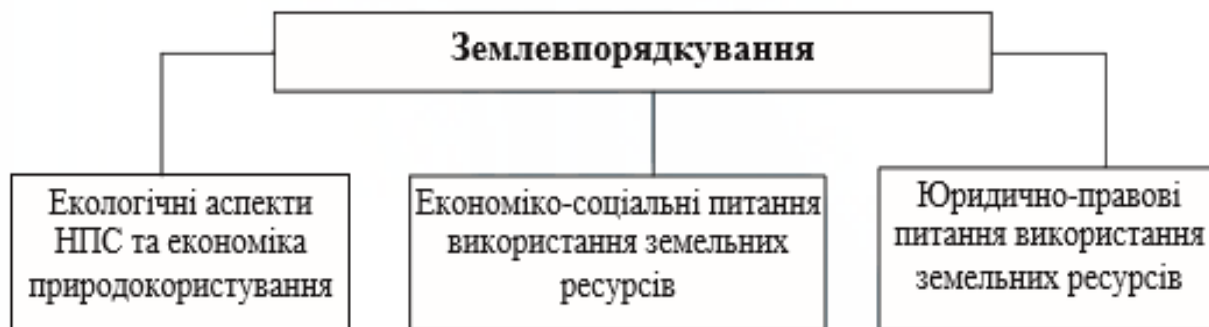 Землевпорядкування
Екологічні аспекти
НПС та економіка
природокористування
Економіко-соціальні питання
використання земельних
ресурсів
Юридично-правові
питання використання
земельних ресурсів